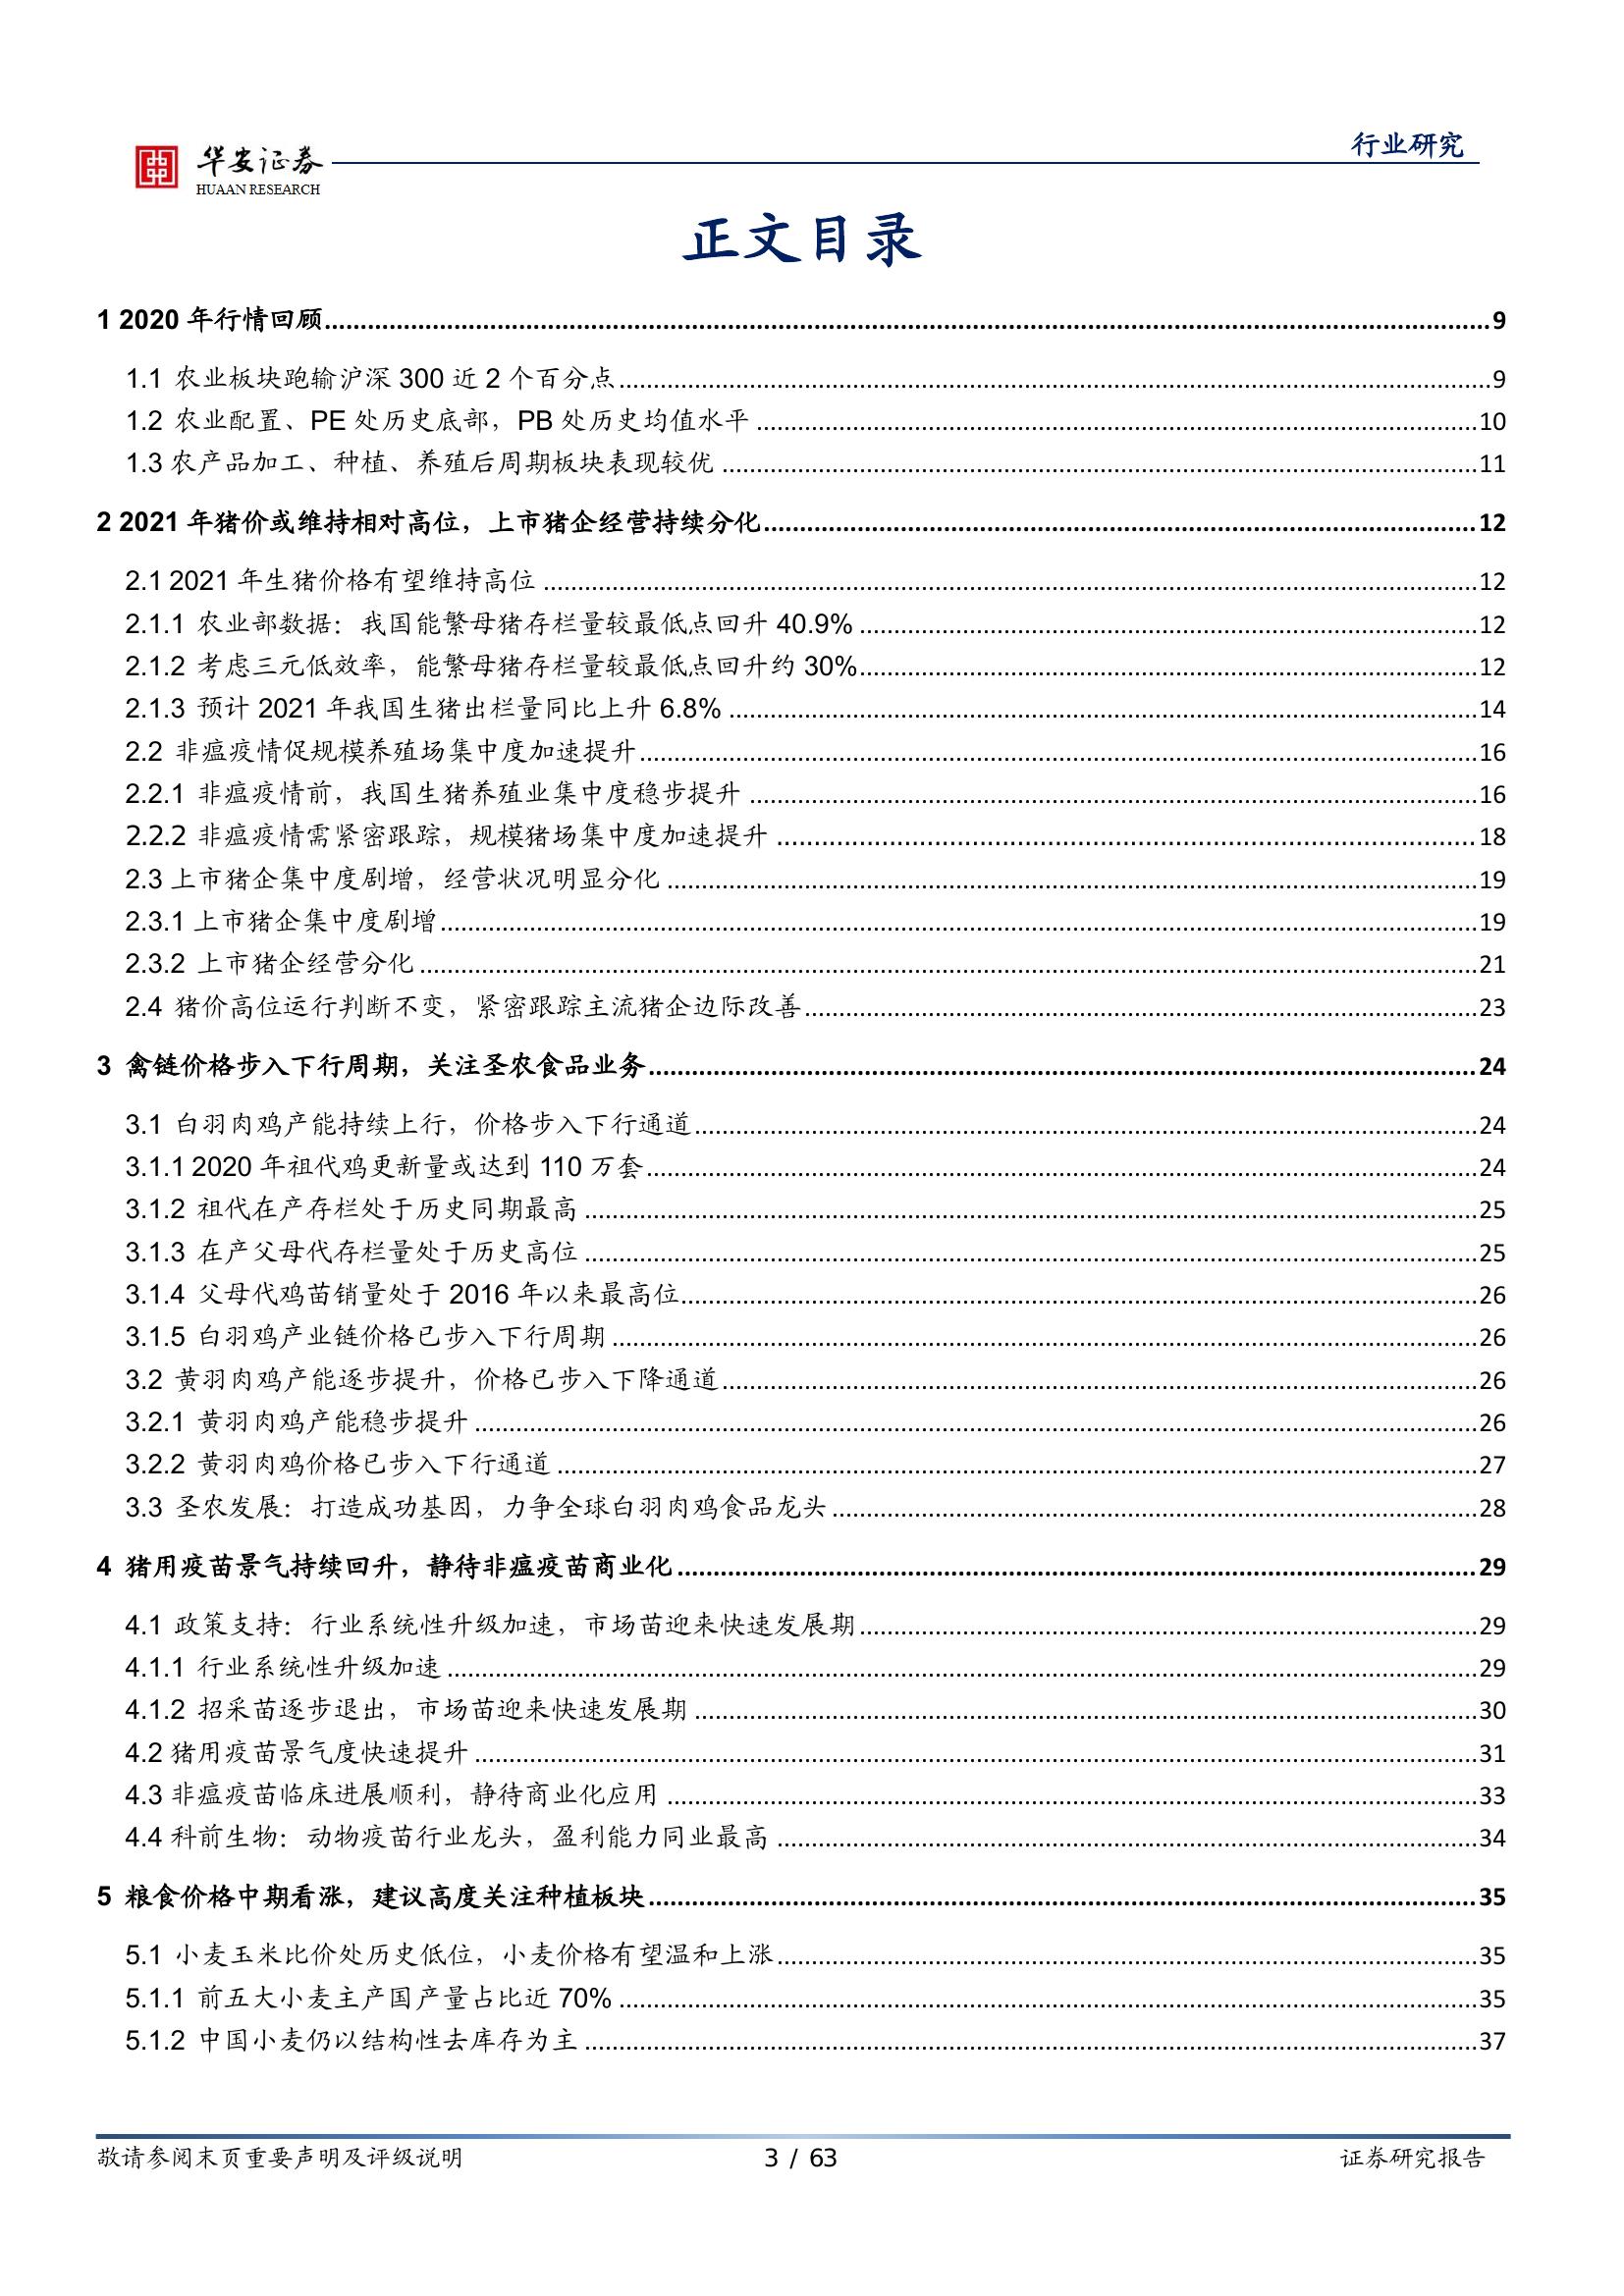 华安证券
HUAAN RESEARCH
行业研究
正文目录
1 2020 年行情回顾 9
1.1 农业板块跑输沪深 300 近 2 个百分点 9
1.2 农业配置、PE 处历史底部，PB 处历史均值水平 10
1.3 农产品加工、种植、养殖后周期板块表现较优 11
2 2021 年猪价或维持相对高位，上市猪企经营持续分化 12
2.1 2021 年生猪价格有望维持高位 12
2.1.1 农业部数据：我国能繁母猪存栏量较最低点回升 40.9% 12
2.1.2 考虑三元低效率，能繁母猪存栏量较最低点回升约 30% 12
2.1.3 预计 2021 年我国生猪出栏量同比上升 6.8% 14
2.2 非瘟疫情促规模养殖场集中度加速提升 16
2.2.1 非瘟疫情前，我国生猪养殖业集中度稳步提升 16
2.2.2 非瘟疫情需紧密跟踪，规模猪场集中度加速提升 18
2.3 上市猪企集中度剧增，经营状况明显分化 19
2.3.1 上市猪企集中度剧增 19
2.3.2 上市猪企经营分化 21
2.4 猪价高位运行判断不变，紧密跟踪主流猪企边际改善 23
3 禽链价格步入下行周期，关注圣农食品业务 24
3.1 白羽肉鸡产能持续上行，价格步入下行通道 24
3.1.1 2020 年祖代鸡更新量或达到 110 万套 24
3.1.2 祖代在产存栏处于历史同期最高 25
3.1.3 在产父母代存栏量处于历史高位 25
3.1.4 父母代鸡苗销量处于 2016 年以来最高位 26
3.1.5 白羽鸡产业链价格已步入下行周期 26
3.2 黄羽肉鸡产能逐步提升，价格已步入下降通道 26
3.2.1 黄羽肉鸡产能稳步提升 26
3.2.2 黄羽肉鸡价格已步入下行通道 27
3.3 圣农发展：打造成功基因，力争全球白羽肉鸡食品龙头 28
4 猪用疫苗景气持续回升，静待非瘟疫苗商业化 29
4.1 政策支持：行业系统性升级加速，市场苗迎来快速发展期 29
4.1.1 行业系统性升级加速 29
4.1.2 招采苗逐步退出，市场苗迎来快速发展期 30
4.2 猪用疫苗景气度快速提升 31
4.3 非瘟疫苗临床进展顺利，静待商业化应用 33
4.4 科前生物：动物疫苗行业龙头，盈利能力同业最高 34
5 粮食价格中期看涨，建议高度关注种植板块 35
5.1 小麦玉米比价处历史低位，小麦价格有望温和上涨 35
5.1.1 前五大小麦主产国产量占比近 70% 35
5.1.2 中国小麦仍以结构性去库存为主 37
敬请参阅末页重要声明及评级说明 3 / 63 证券研究报告